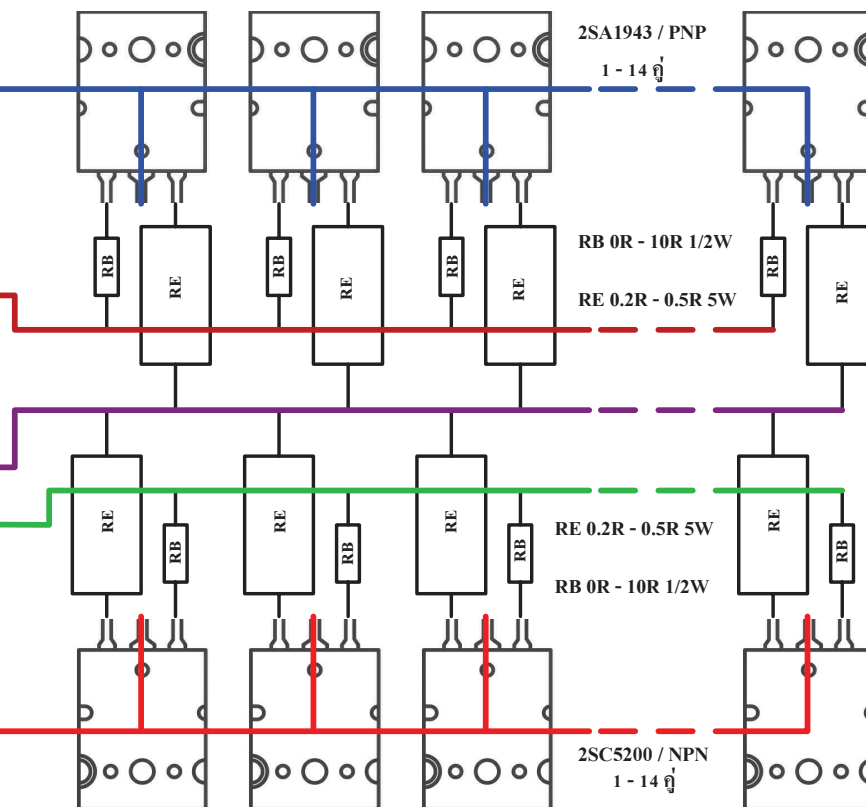 2SA1943 / PNP
1 - 14 คู่
RB 0R - 10R 1/2W
RE 0.2R - 0.5R 5W
RB
RE
RB
RE
RB
RE
RB
RE
RE
RB
RE
RB
RE
RB
RE
RB
RE 0.2R - 0.5R 5W
RB 0R - 10R 1/2W
2SC5200 / NPN
1 - 14 คู่